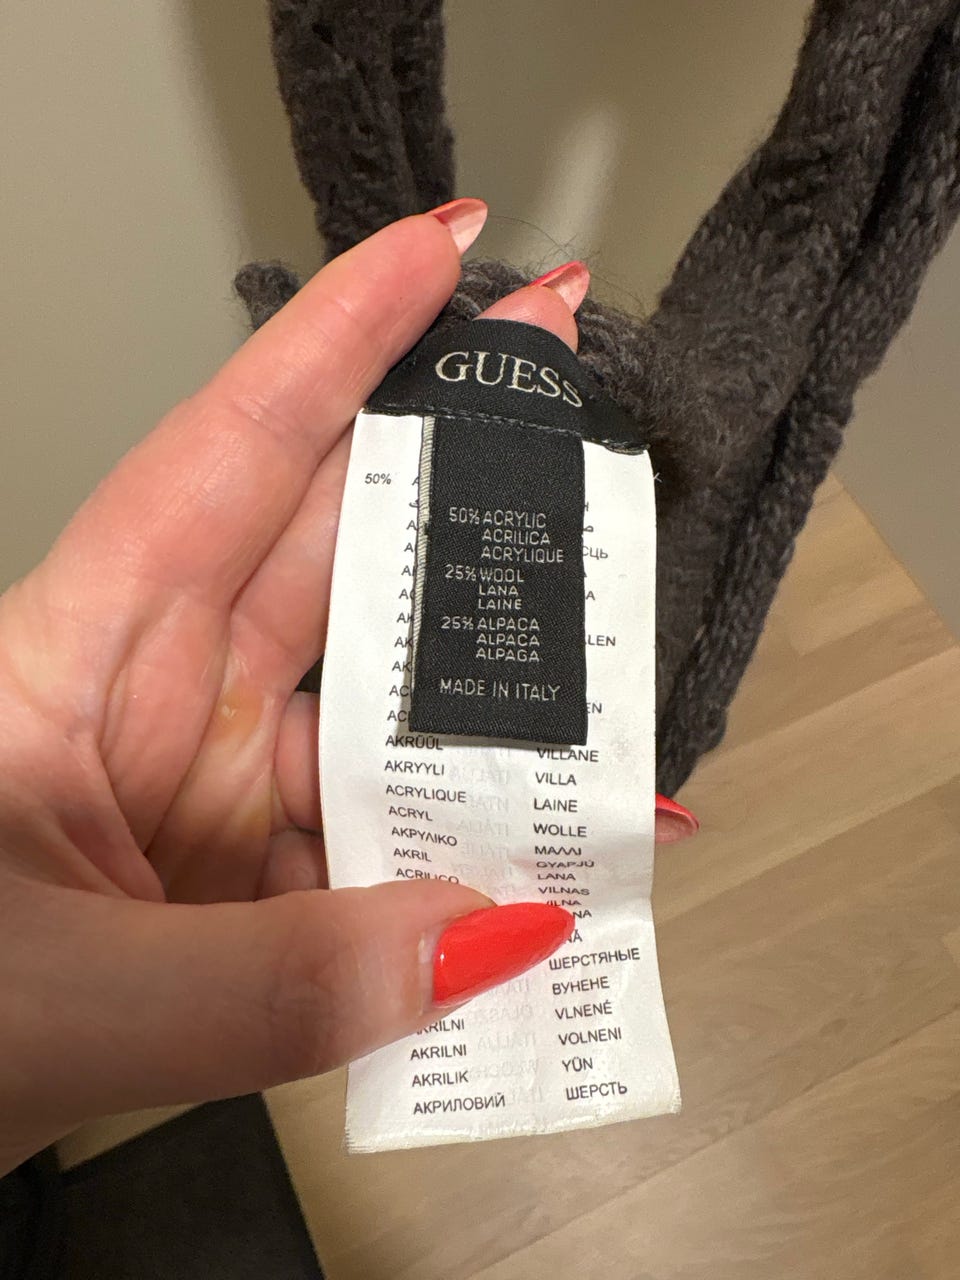 GUESS
50% ACRYLIC
ACRILICA
ACRYLIQUE
25% WOOL
LANA
LAINE
25% ALPACA
ALPACA
ALPAGA
MADE IN ITALY
50%
AKRÜÜL VILLANE
AKRYYLI VILLA
ACRYLIQUE LAINE
ACRYL WOLLE
ΑΚΡΥΛΙΚΟ ΜΑΛΛΙ
AKRIL GYAPJÚ
ACRILICO LANA
VILNAS
VILNA
ШЕРСТЯНЫЕ
ВУНЕНЕ
VLNENÉ
AKRILNI VOLNENI
AKRILIK YÜN
АКРИЛОВИЙ ШЕРСТЬ